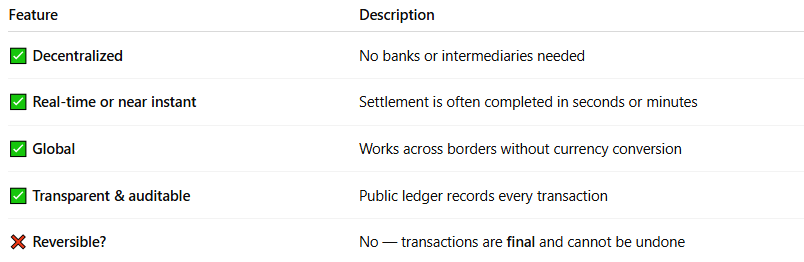 Feature Description
✅ Decentralized No banks or intermediaries needed
✅ Real-time or near instant Settlement is often completed in seconds or minutes
✅ Global Works across borders without currency conversion
✅ Transparent & auditable Public ledger records every transaction
❌ Reversible? No — transactions are final and cannot be undone